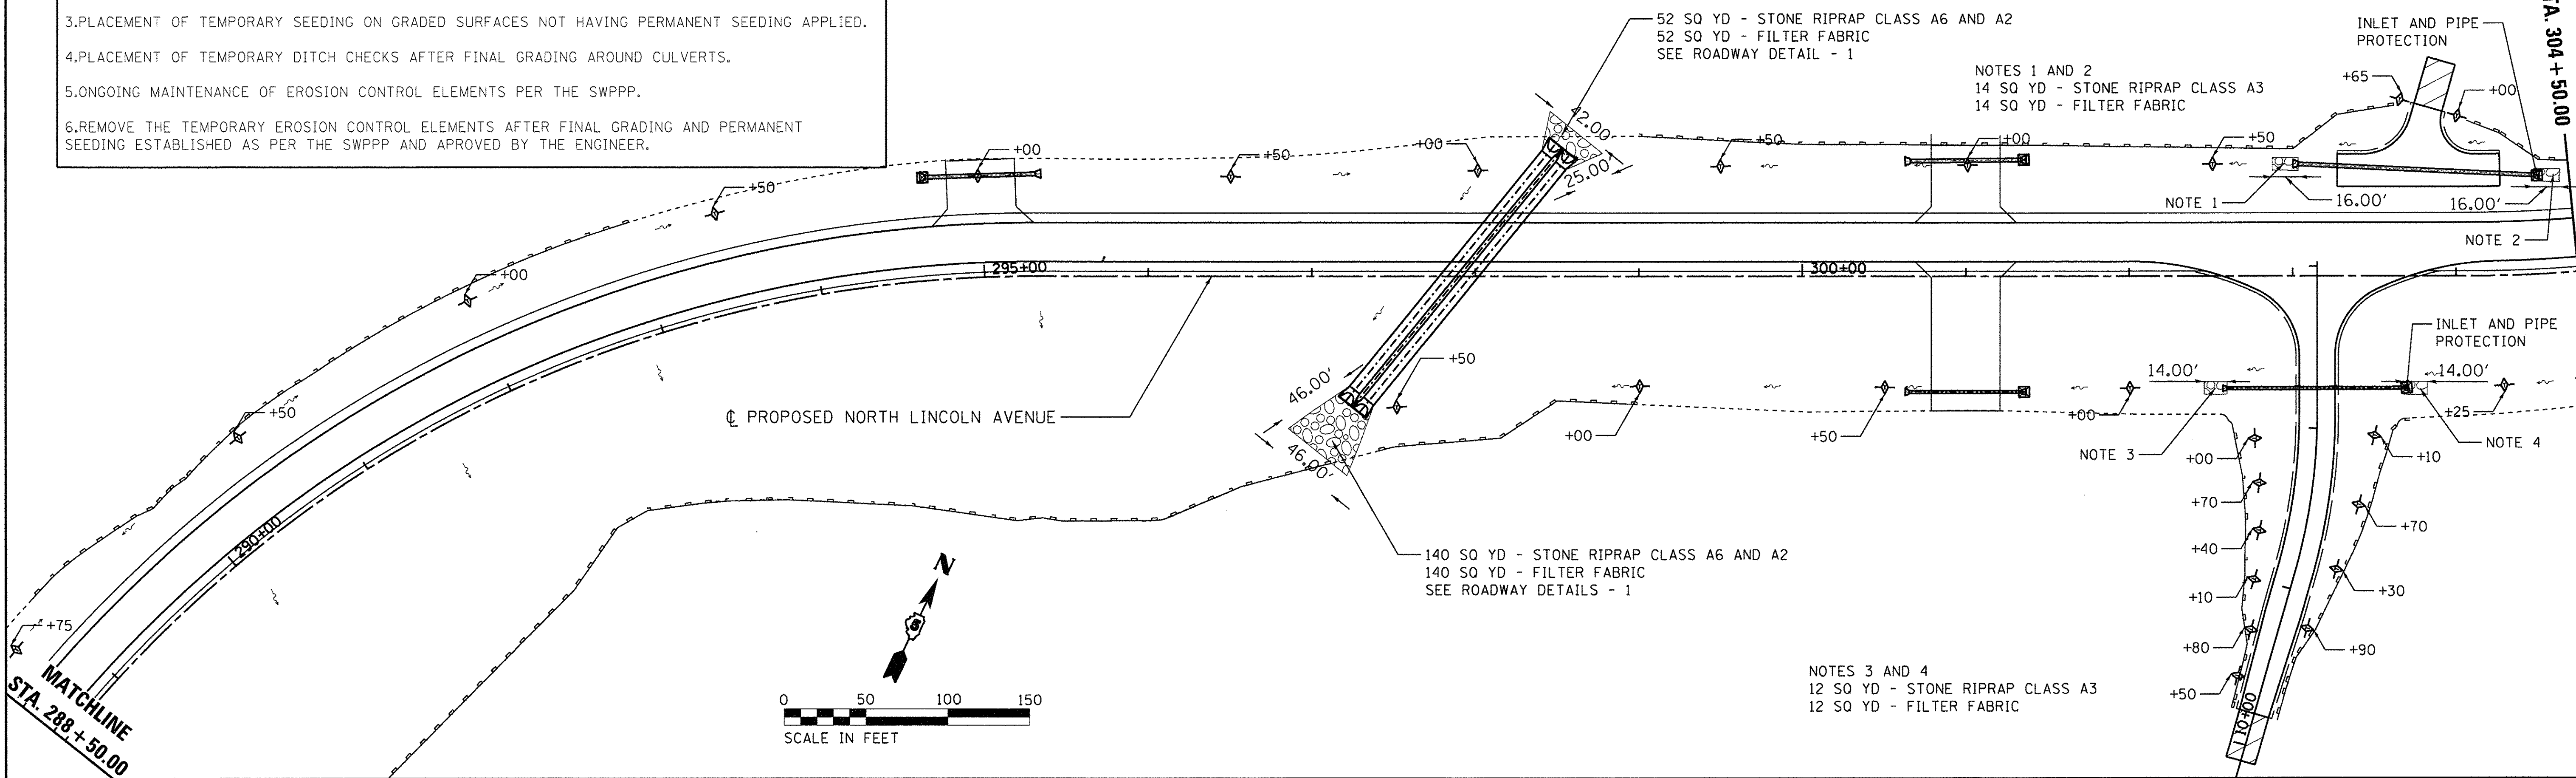 3.PLACEMENT OF TEMPORARY SEEDING ON GRADED SURFACES NOT HAVING PERMANENT SEEDING APPLIED.
4.PLACEMENT OF TEMPORARY DITCH CHECKS AFTER FINAL GRADING AROUND CULVERTS.
5.ONGOING MAINTENANCE OF EROSION CONTROL ELEMENTS PER THE SWPPP.
6.REMOVE THE TEMPORARY EROSION CONTROL ELEMENTS AFTER FINAL GRADING AND PERMANENT
SEEDING ESTABLISHED AS PER THE SWPPP AND APROVED BY THE ENGINEER.
52 SQ YD - STONE RIPRAP CLASS A6 AND A2
52 SQ YD - FILTER FABRIC
SEE ROADWAY DETAIL - 1
NOTES 1 AND 2
14 SQ YD - STONE RIPRAP CLASS A3
14 SQ YD - FILTER FABRIC
INLET AND PIPE
PROTECTION
TA. 304+50.00
+65
+00
+00
+50
+00
+50
+00
+50
2.00'
25.00'
+50
+00
+50
+75
NOTE 1
16.00'
16.00'
NOTE 2
295+00
300+00
290+00
℄ PROPOSED NORTH LINCOLN AVENUE
46.00'
46.00'
+50
+00
+50
+00
14.00'
14.00'
INLET AND PIPE
PROTECTION
+25
NOTE 3
NOTE 4
+00
+10
+70
+70
+40
+30
+10
+80
+90
+50
10+00
140 SQ YD - STONE RIPRAP CLASS A6 AND A2
140 SQ YD - FILTER FABRIC
SEE ROADWAY DETAILS - 1
NOTES 3 AND 4
12 SQ YD - STONE RIPRAP CLASS A3
12 SQ YD - FILTER FABRIC
N
0 50 100 150
SCALE IN FEET
MATCHLINE
STA. 288+50.00